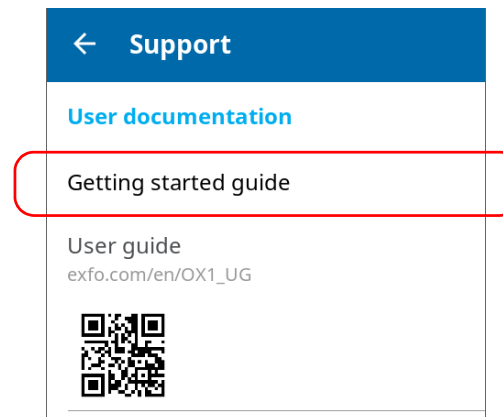 Support
User documentation
Getting started guide
User guide
exfo.com/en/OX1_UG